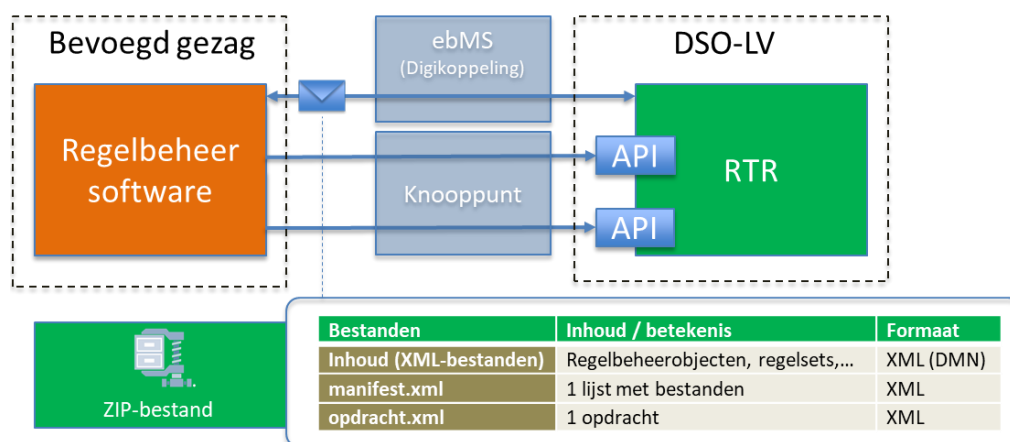 Bevoegd gezag
ebMS
(Digikoppeling)
DSO-LV
Regelbeheer
software
Knooppunt
API
API
RTR
ZIP-bestand
Bestanden Inhoud / betekenis Formaat
Inhoud (XML-bestanden) Regelbeheerobjecten, regelsets,... XML (DMN)
manifest.xml 1 lijst met bestanden XML
opdracht.xml 1 opdracht XML